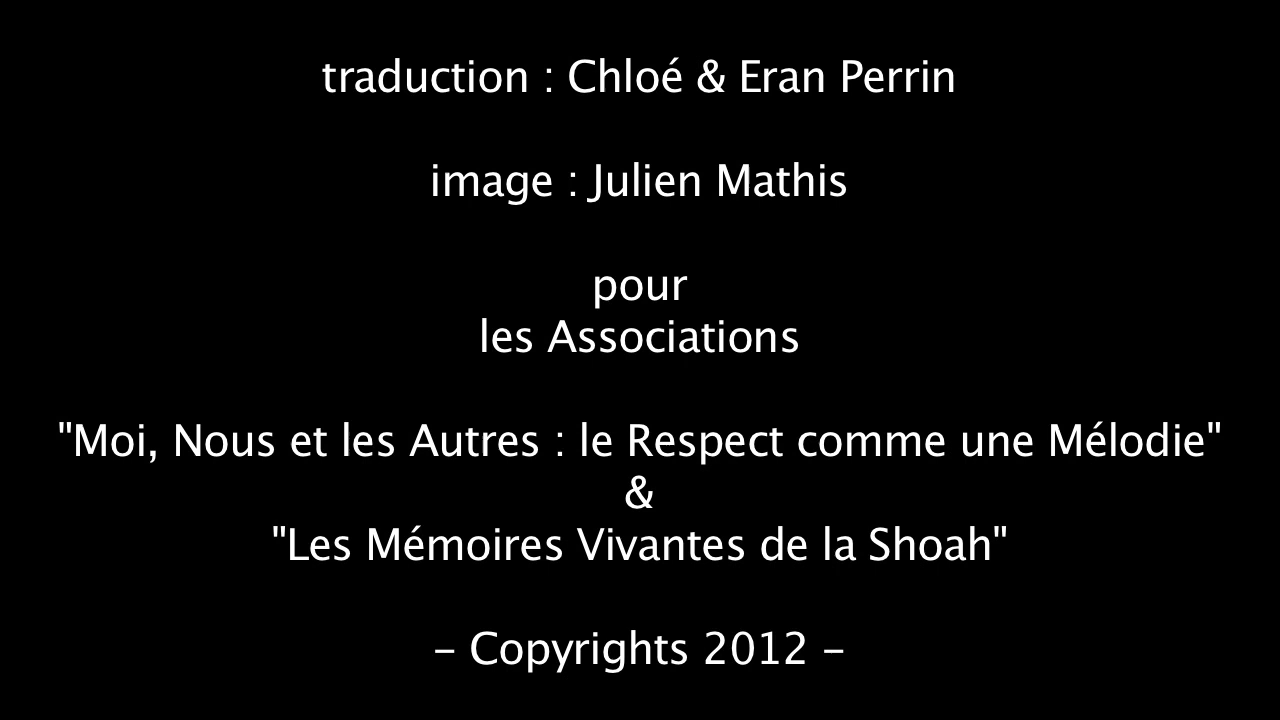 traduction : Chloé & Eran Perrin
image : Julien Mathis
pour
les Associations
"Moi, Nous et les Autres : le Respect comme une Mélodie"
&
"Les Mémoires Vivantes de la Shoah"
- Copyrights 2012 -